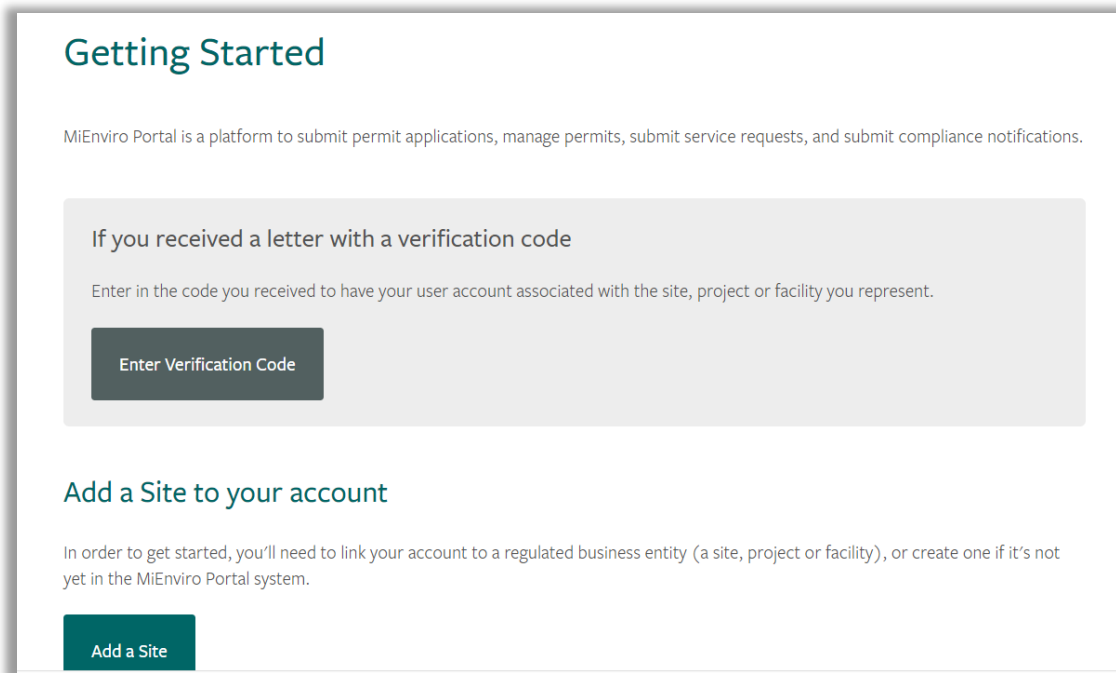 Getting Started
MiEnviro Portal is a platform to submit permit applications, manage permits, submit service requests, and submit compliance notifications.
If you received a letter with a verification code
Enter in the code you received to have your user account associated with the site, project or facility you represent.
Enter Verification Code
Add a Site to your account
In order to get started, you'll need to link your account to a regulated business entity (a site, project or facility), or create one if it's not
yet in the MiEnviro Portal system.
Add a Site